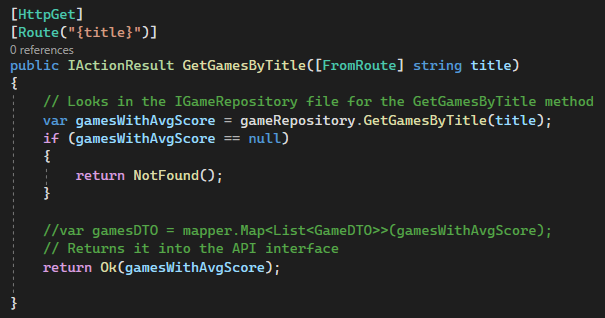 [HttpGet]
[Route("{title}")]
0 references
public IActionResult GetGamesByTitle([FromRoute] string title)
{
// Looks in the IGameRepository file for the GetGamesByTitle method
var gamesWithAvgScore = gameRepository.GetGamesByTitle(title);
if (gamesWithAvgScore == null)
{
return NotFound();
}
//var gamesDTO = mapper.Map<List<GameDTO>>(gamesWithAvgScore);
// Returns it into the API interface
return Ok(gamesWithAvgScore);
}